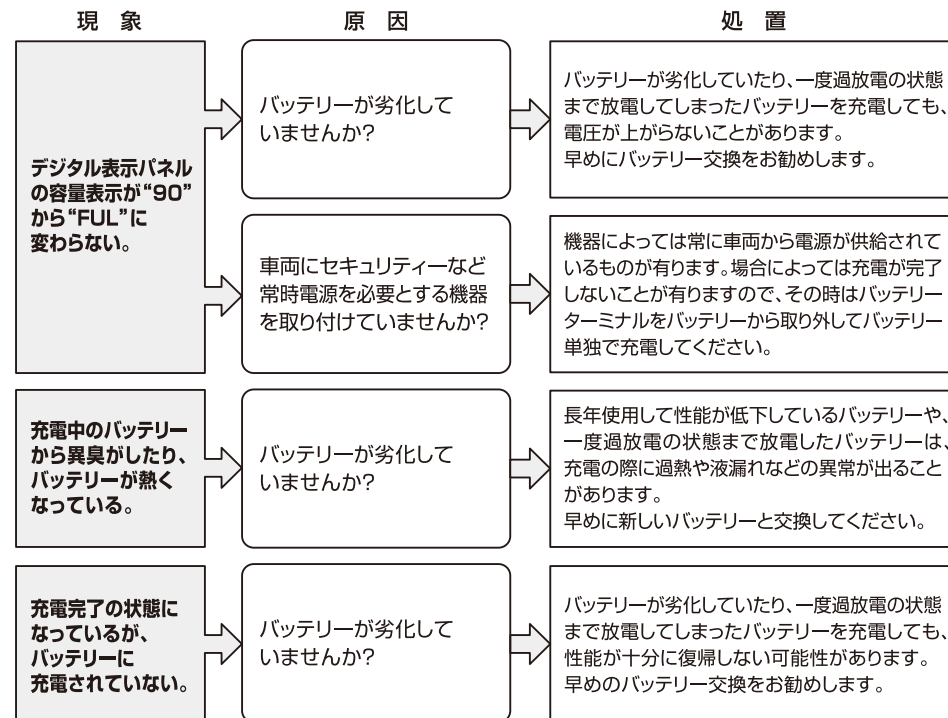 現 象
原 因
処 置
デジタル表示パネル
の容量表示が“90”
から“FUL”に
変わらない。
バッテリーが劣化して
いませんか?
バッテリーが劣化していたり、一度過放電の状態
まで放電してしまったバッテリーを充電しても、
電圧が上がらないことがあります。
早めにバッテリー交換をお勧めします。
車両にセキュリティーなど
常時電源を必要とする機器
を取り付けていませんか?
機器によっては常に車両から電源が供給されて
いるものが有ります。場合によっては充電が完了
しないことが有りますので、その時はバッテリー
ターミナルをバッテリーから取り外してバッテリー
単独で充電してください。
充電中のバッテリー
から異臭がしたり、
バッテリーが熱く
なっている。
バッテリーが劣化して
いませんか?
長年使用して性能が低下しているバッテリーや、
一度過放電の状態まで放電したバッテリーは、
充電の際に過熱や液漏れなどの異常が出ること
があります。
早めに新しいバッテリーと交換してください。
充電完了の状態に
なっているが、
バッテリーに
充電されていない。
バッテリーが劣化して
いませんか?
バッテリーが劣化していたり、一度過放電の状態
まで放電してしまったバッテリーを充電しても、
性能が十分に復帰しない可能性があります。
早めのバッテリー交換をお勧めします。